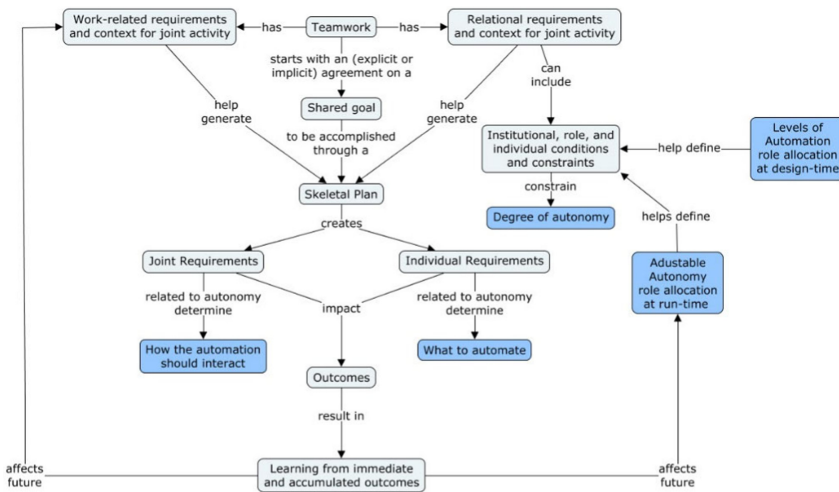 Work-related requirements
and context for joint activity
has
Teamwork
has
Relational requirements
and context for joint activity
starts with an (explicit or
implicit) agreement on a
can
include
help
generate
Shared goal
help
generate
to be accomplished
through a
Institutional, role, and
individual conditions
and constraints
help define
Levels of
Automation
role allocation
at design-time
constrain
Skeletal Plan
Degree of autonomy
helps define
creates
Joint Requirements
Individual Requirements
Adustable
Autonomy
role allocation
at run-time
related to autonomy
determine
impact
related to autonomy
determine
How the automation
should interact
What to automate
Outcomes
result in
affects
future
Learning from immediate
and accumulated outcomes
affects
future